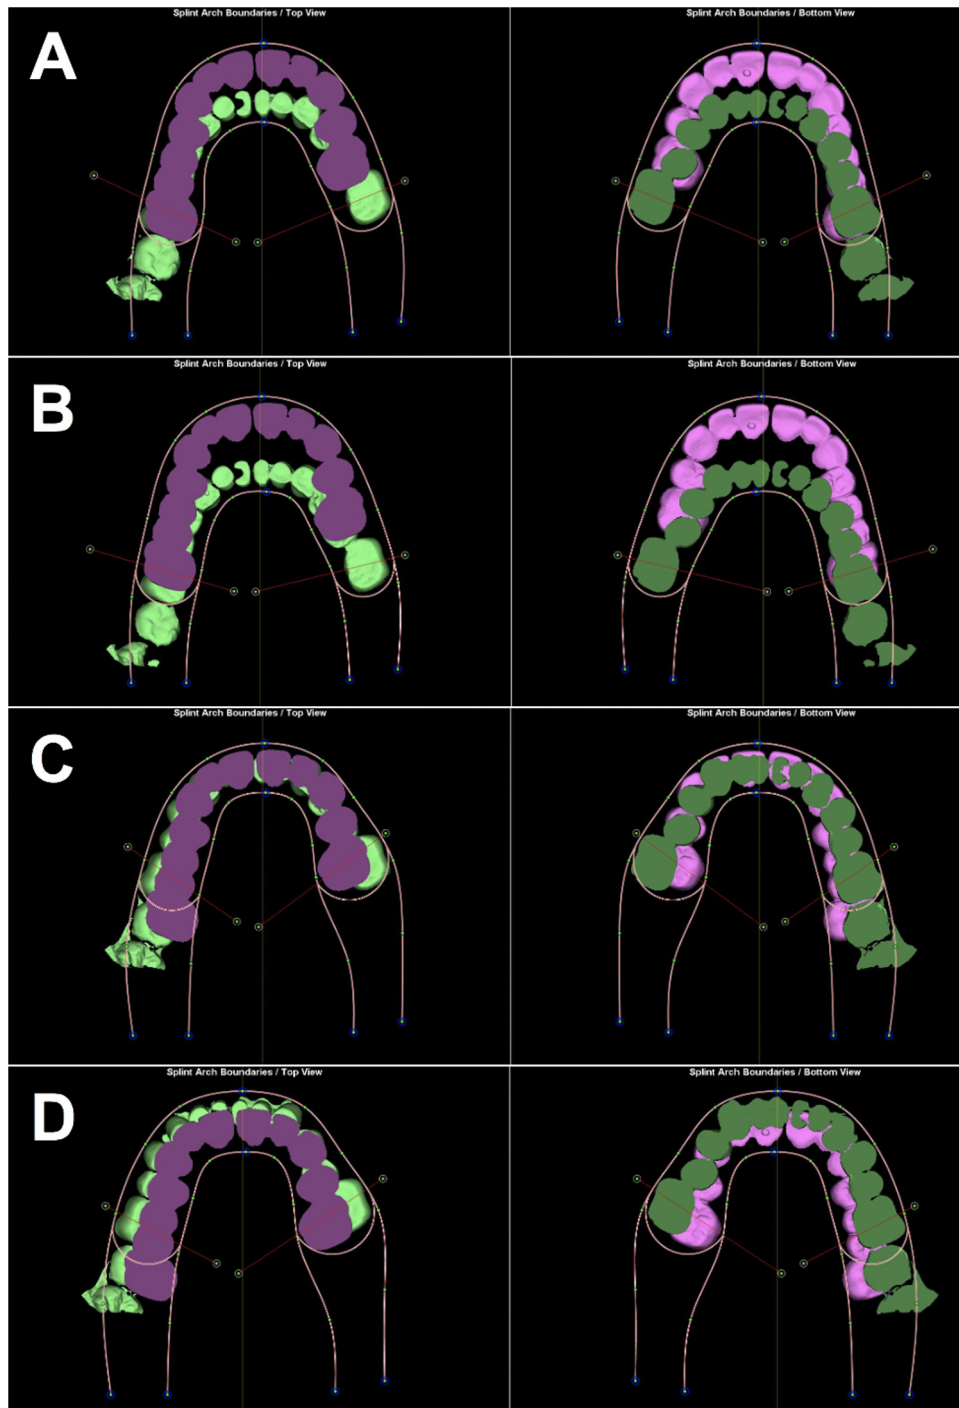 A
Splint Arch Boundaries / Top View
Splint Arch Boundaries / Bottom View
B
Splint Arch Boundaries / Top View
Splint Arch Boundaries / Bottom View
C
Splint Arch Boundaries / Top View
Splint Arch Boundaries / Bottom View
D
Splint Arch Boundaries / Top View
Splint Arch Boundaries / Bottom View